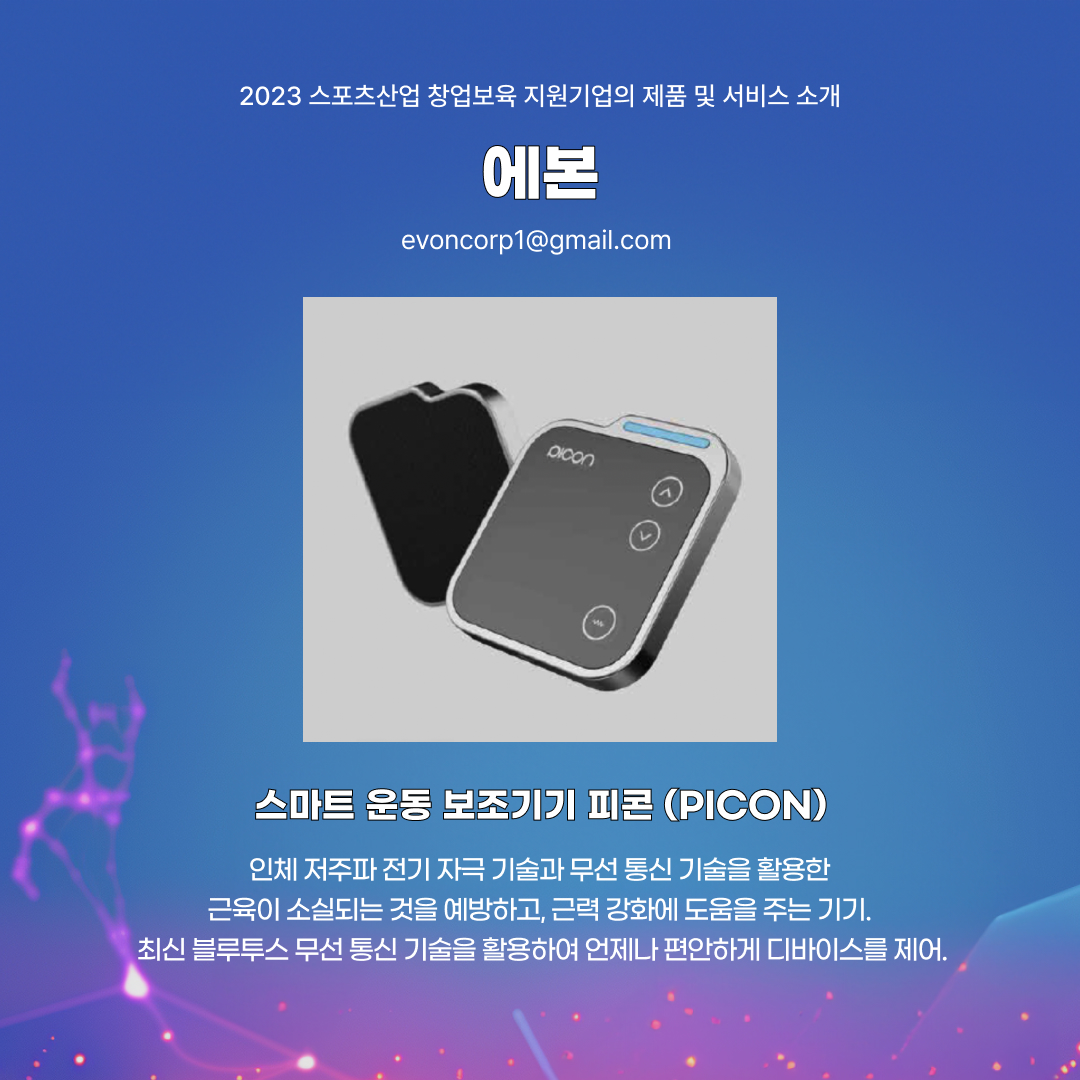 2023 스포츠산업 창업보육 지원기업의 제품 및 서비스 소개
에본
evoncorp1@gmail.com
picon
스마트 운동 보조기기 피콘 (PICON)
인체 저주파 전기 자극 기술과 무선 통신 기술을 활용한
근육이 소실되는 것을 예방하고, 근력 강화에 도움을 주는 기기.
최신 블루투스 무선 통신 기술을 활용하여 언제나 편안하게 디바이스를 제어.